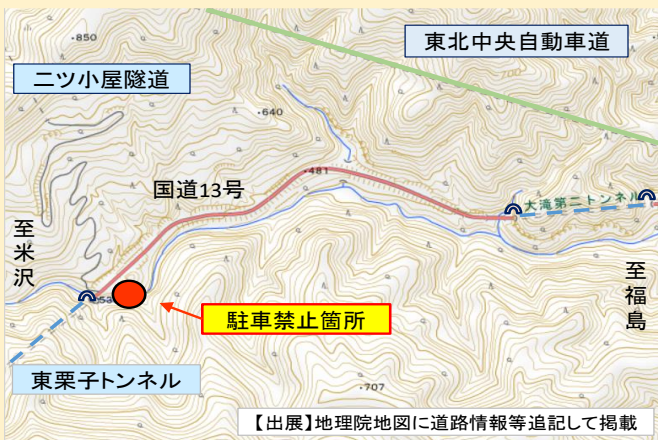 ・850
東北中央自動車道
二ツ小屋隧道
・640
・481
国道13号
大滝第二トンネル
至米沢
至福島
駐車禁止箇所
東栗子トンネル
・707
【出展】地理院地図に道路情報等追記して掲載